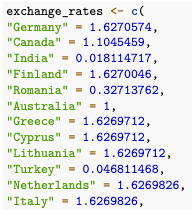 exchange_rates <- c(
"Germany" = 1.6270574,
"Canada" = 1.1045459,
"India" = 0.018114717,
"Finland" = 1.6270046,
"Romania" = 0.32713762,
"Australia" = 1,
"Greece" = 1.6269712,
"Cyprus" = 1.6269712,
"Lithuania" = 1.6269712,
"Turkey" = 0.046811468,
"Netherlands" = 1.6269826,
"Italy" = 1.6269826,